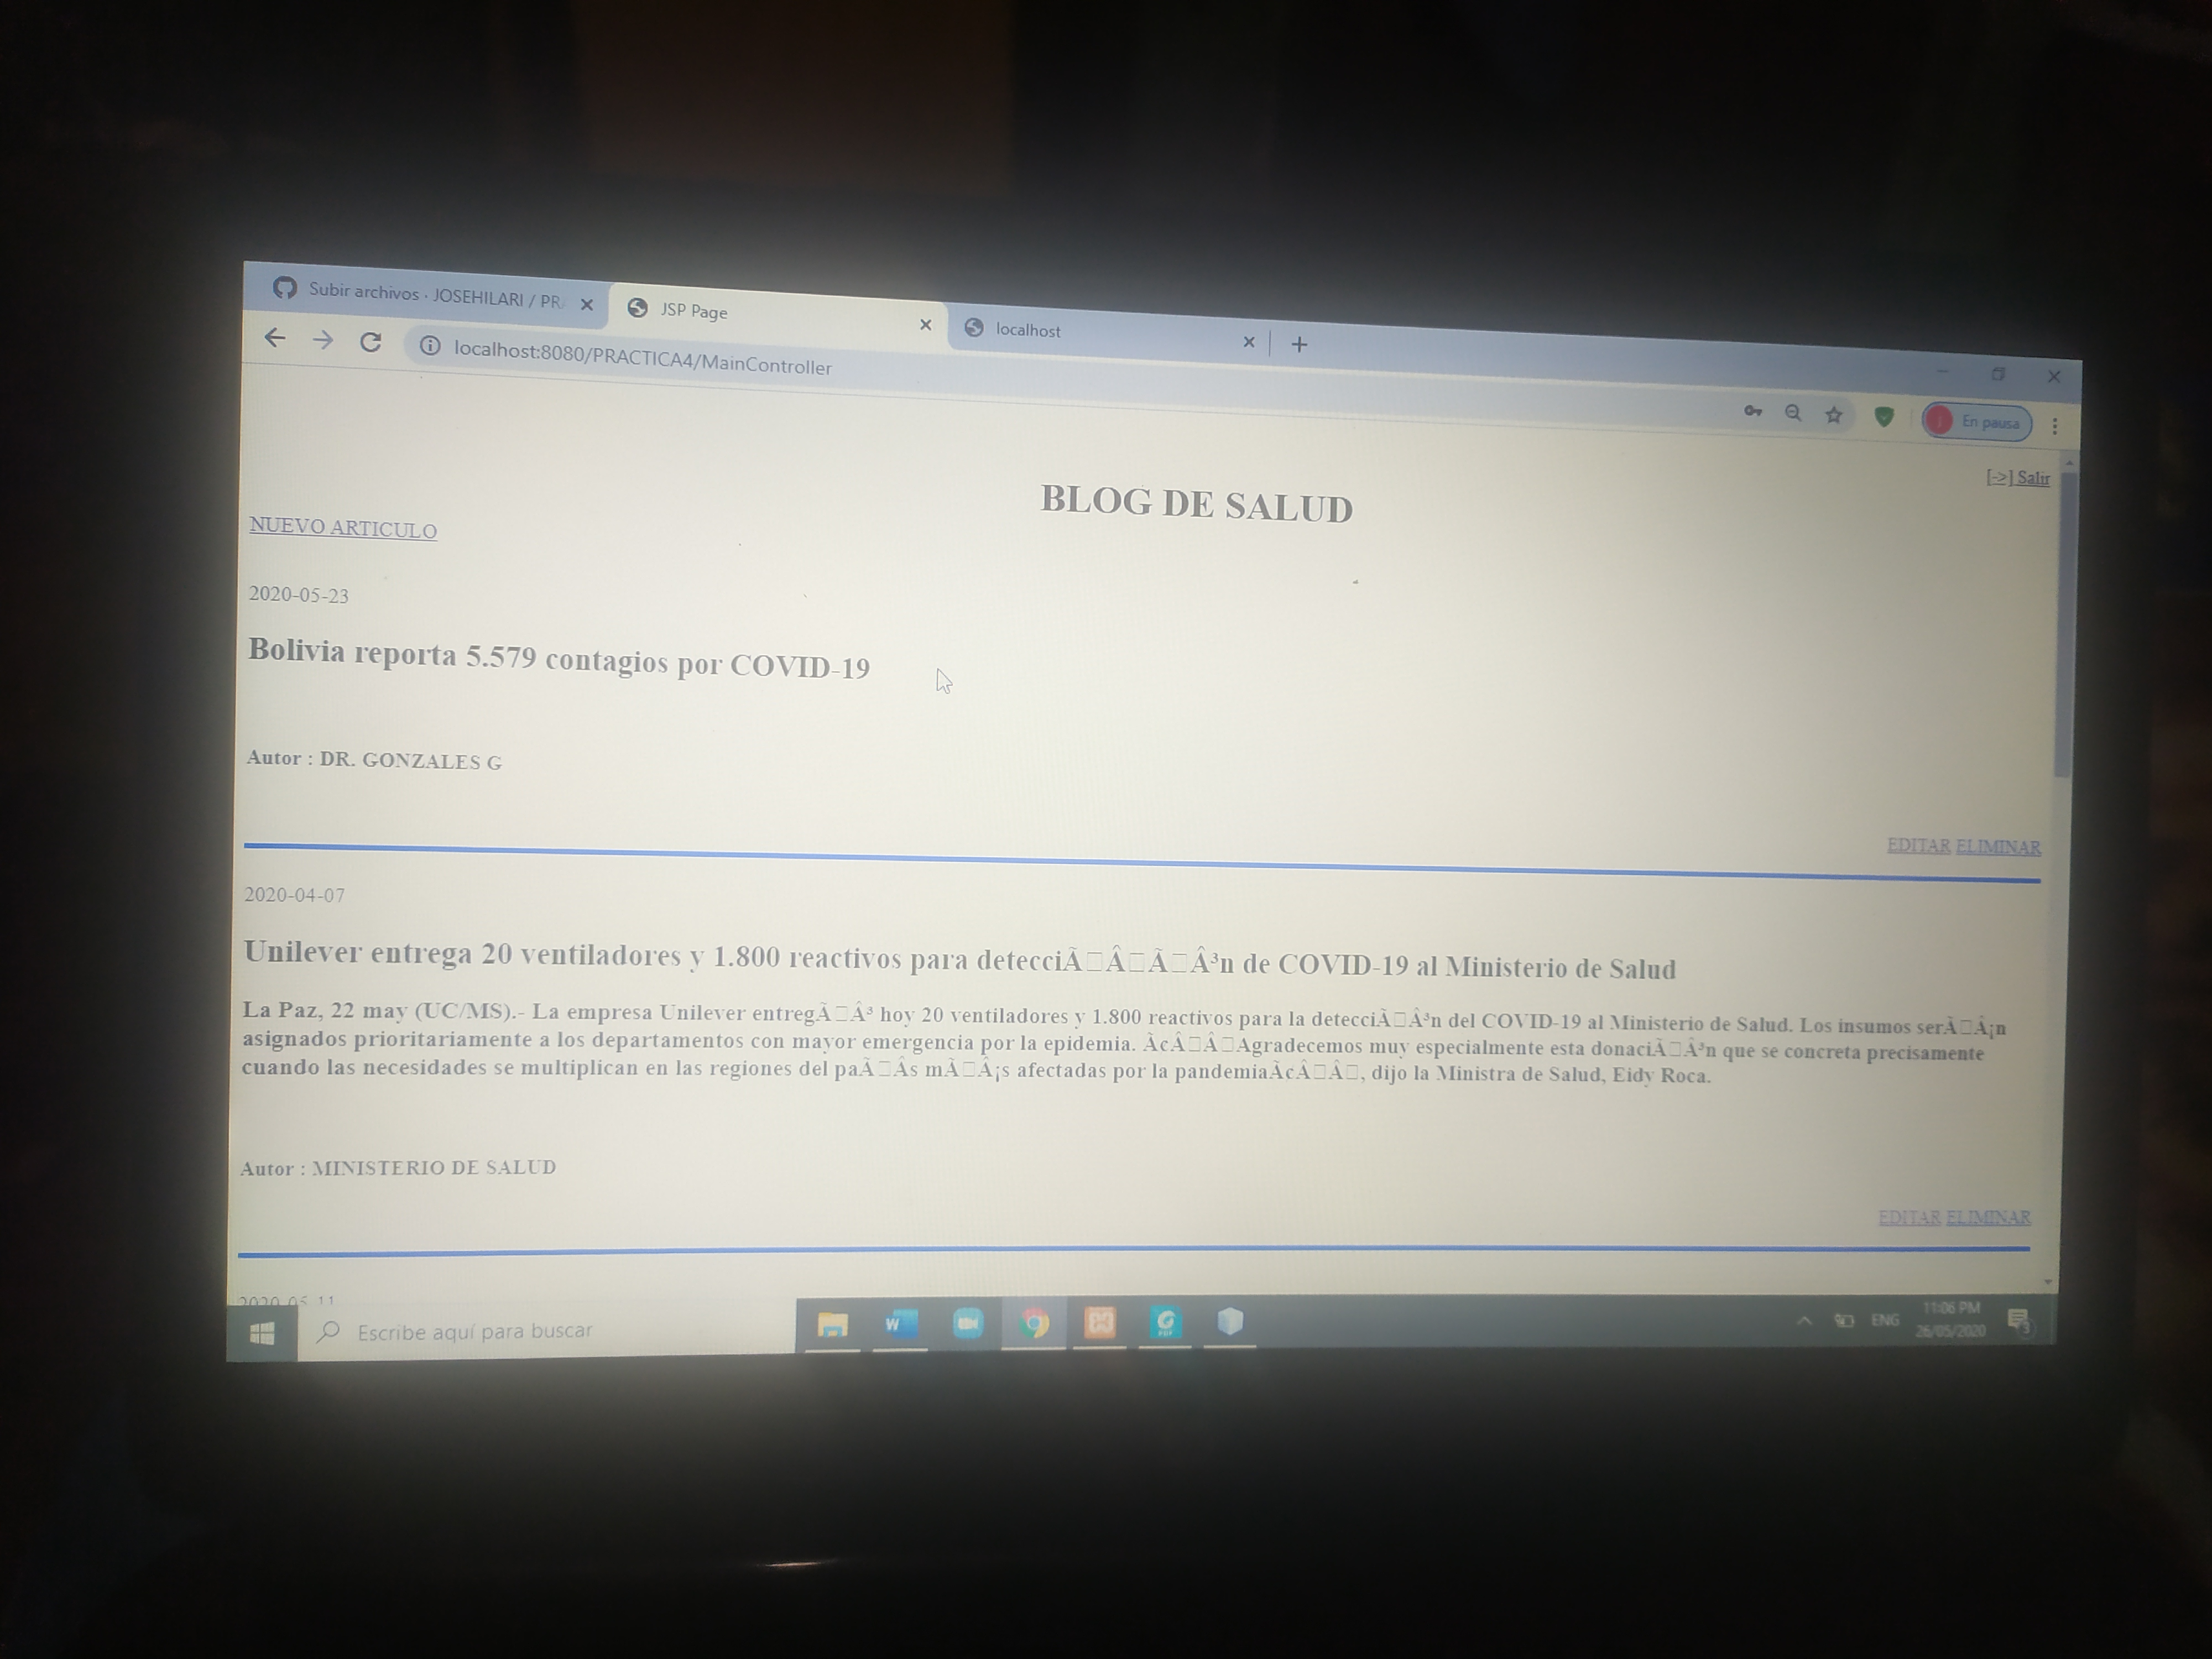 Subir archivos · JOSEHILARI / PR
JSP Page
localhost
localhost:8080/PRACTICA4/MainController
En pausa
[->] Salir
BLOG DE SALUD
NUEVO ARTICULO
2020-05-23
Bolivia reporta 5.579 contagios por COVID-19
Autor : DR. GONZALES G
EDITAR ELIMINAR
2020-04-07
Unilever entrega 20 ventiladores y 1.800 reactivos para detecciÃ□Â□Ã□Â³n de COVID-19 al Ministerio de Salud
La Paz, 22 may (UC/MS).- La empresa Unilever entregÃ□Â³ hoy 20 ventiladores y 1.800 reactivos para la detecciÃ□Â³n del COVID-19 al Ministerio de Salud. Los insumos serÃ□Â¡n
asignados prioritariamente a los departamentos con mayor emergencia por la epidemia. ÃcÂ□Â□Agradecemos muy especialmente esta donaciÃ□Â³n que se concreta precisamente
cuando las necesidades se multiplican en las regiones del paÃ□Âs mÃ□Â¡s afectadas por la pandemiaÃcÂ□Â□, dijo la Ministra de Salud, Eidy Roca.
Autor : MINISTERIO DE SALUD
EDITAR ELIMINAR
2020-05-11
Escribe aquí para buscar
ENG
11:06 PM
26/05/2020
3